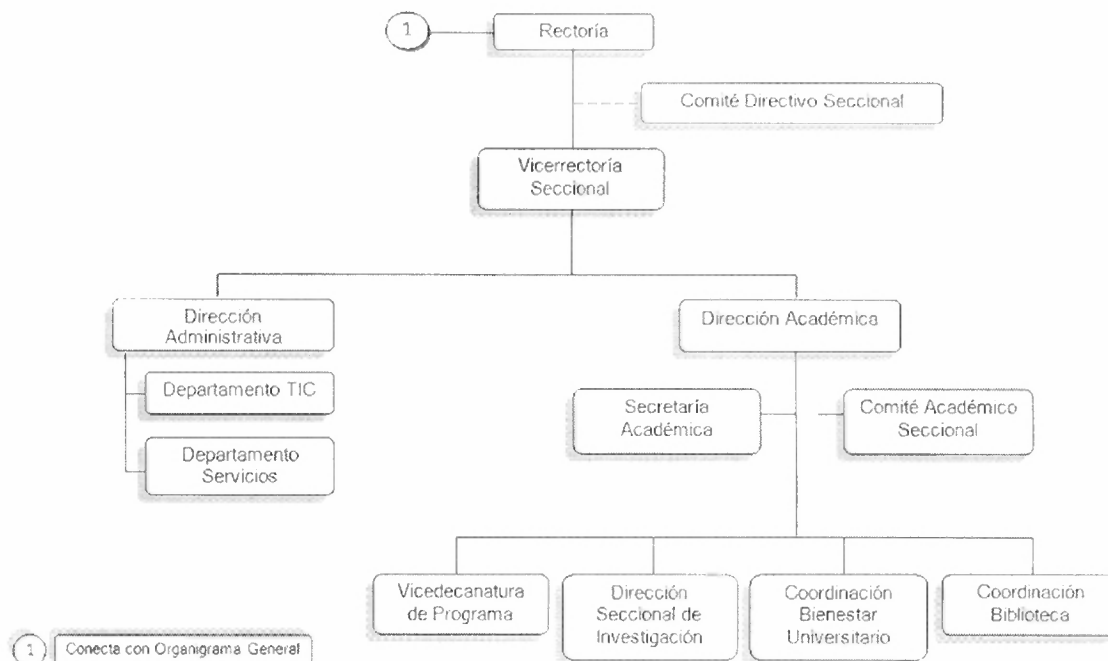 1
Rectoría
Comité Directivo Seccional
Vicerrectoría
Seccional
Dirección
Administrativa
Dirección Académica
Departamento TIC
Secretaría
Académica
Comité Académico
Seccional
Departamento
Servicios
Vicedecanatura
de Programa
Dirección
Seccional de
Investigación
Coordinación
Bienestar
Universitario
Coordinación
Biblioteca
1 Conecta con Organigrama General